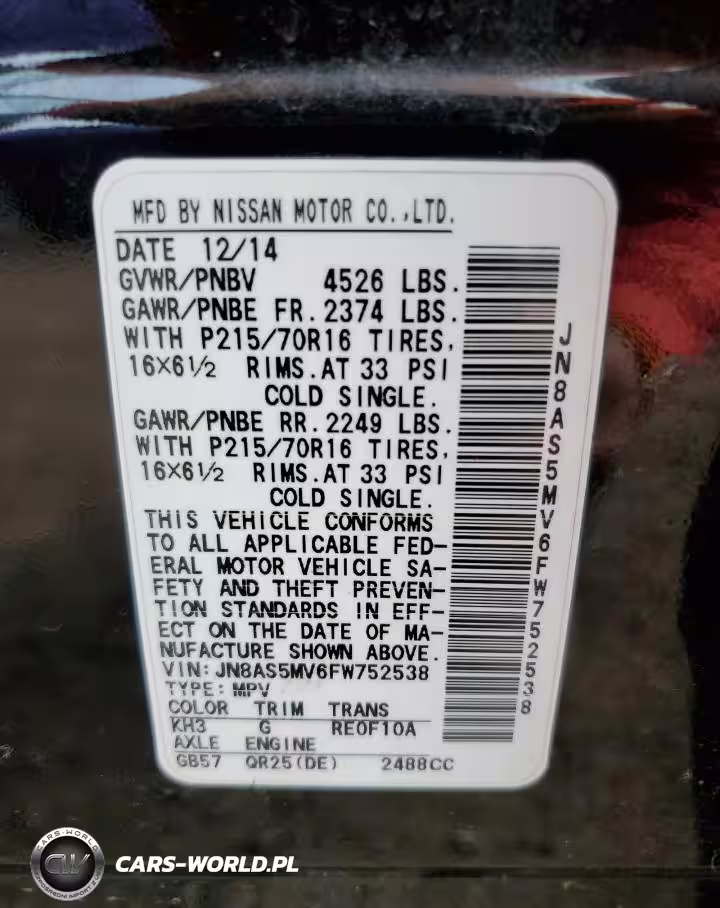 MFD BY NISSAN MOTOR CO.,LTD.
DATE 12/14
GVWR/PNBV 4526 LBS.
GAWR/PNBE FR. 2374 LBS.
WITH P215/70R16 TIRES,
16×6½ RIMS. AT 33 PSI
COLD SINGLE.
GAWR/PNBE RR. 2249 LBS.
WITH P215/70R16 TIRES,
16×6½ RIMS. AT 33 PSI
COLD SINGLE.
THIS VEHICLE CONFORMS
TO ALL APPLICABLE FED-
ERAL MOTOR VEHICLE SA-
FETY AND THEFT PREVEN-
TION STANDARDS IN EFF-
ECT ON THE DATE OF MA-
NUFACTURE SHOWN ABOVE.
VIN: JN8AS5MV6FW752538
TYPE: MPV
COLOR TRIM TRANS
KH3 G RE0F10A
AXLE ENGINE
GB57 QR25(DE) 2488CC
JN8AS5MV6FW752538
CARS-WORLD
CW
CARS-WORLD.PL